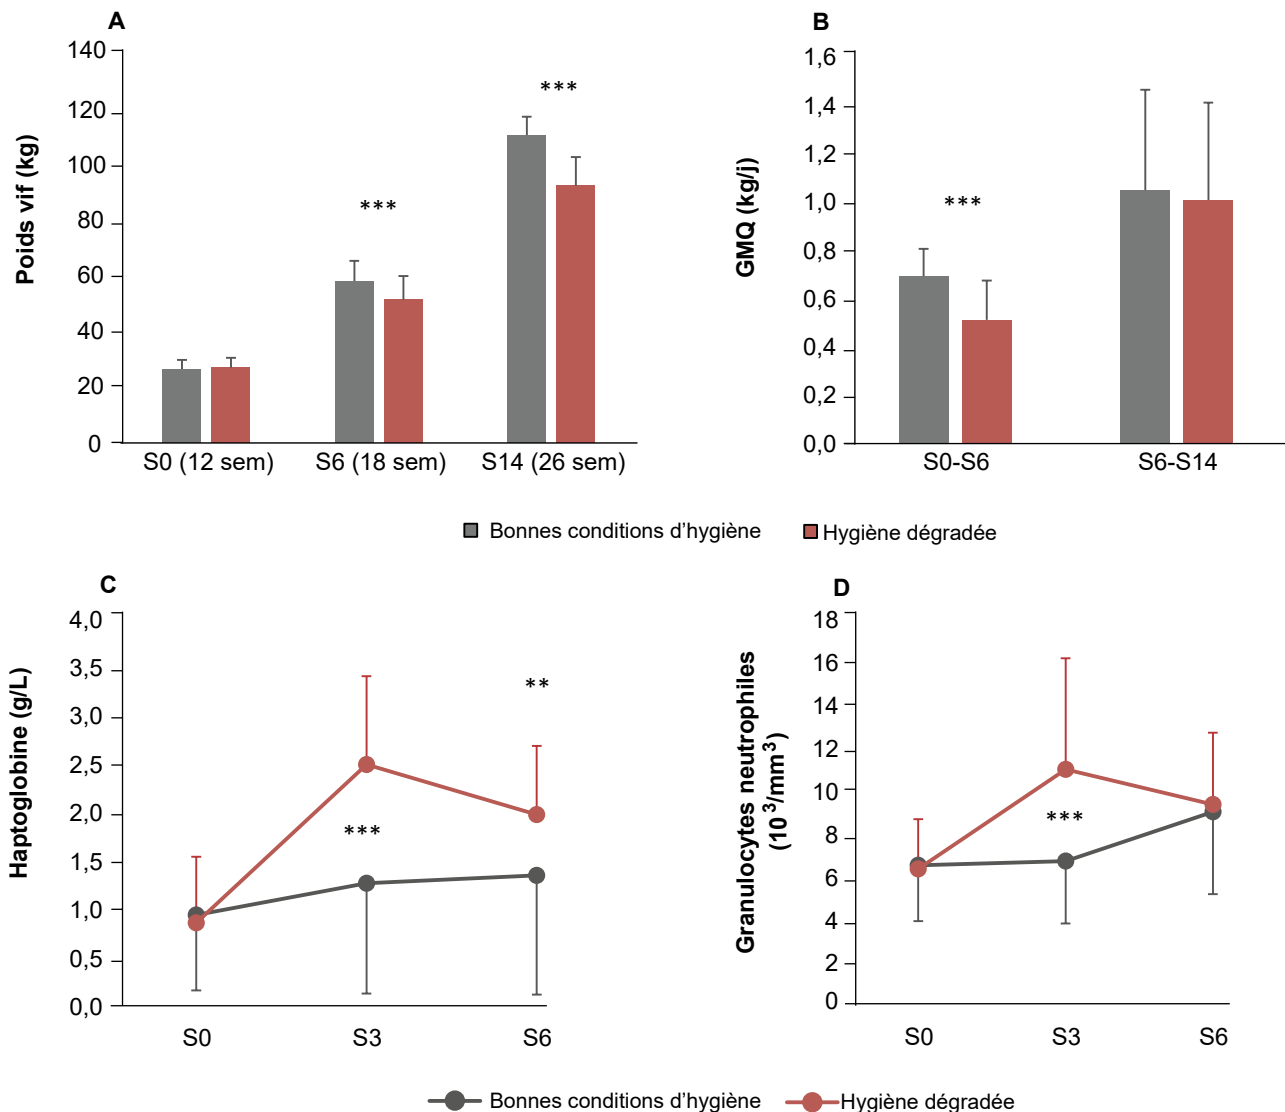 A
Poids vif (kg)
140
120
100
80
60
40
20
0
***
***
S0 (12 sem)
S6 (18 sem)
S14 (26 sem)
B
GMQ (kg/j)
1,6
1,4
1,2
1,0
0,8
0,6
0,4
0,2
0,0
***
S0-S6
S6-S14
Bonnes conditions d’hygiène
Hygiène dégradée
C
Haptoglobine (g/L)
4,0
3,5
3,0
2,5
2,0
1,5
1,0
0,5
0,0
***
**
S0
S3
S6
D
Granulocytes neutrophiles
(10³/mm³)
18
16
14
12
10
8
6
4
2
0
***
S0
S3
S6
Bonnes conditions d’hygiène
Hygiène dégradée